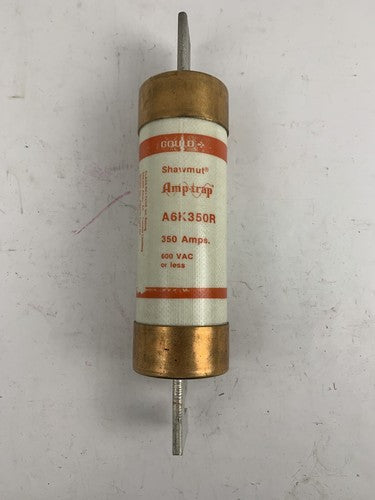 GOULD
Shawmut®
Amp-trap®
A6K350R
350 Amps.
600 VAC
or less